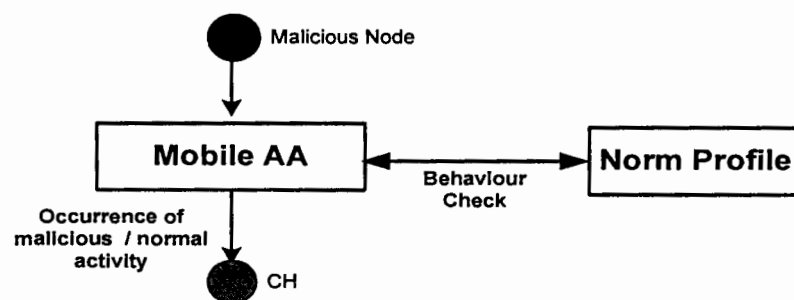 Malicious Node
Mobile AA
Norm Profile
Behaviour
Check
Occurrence of
malicious / normal
activity
CH